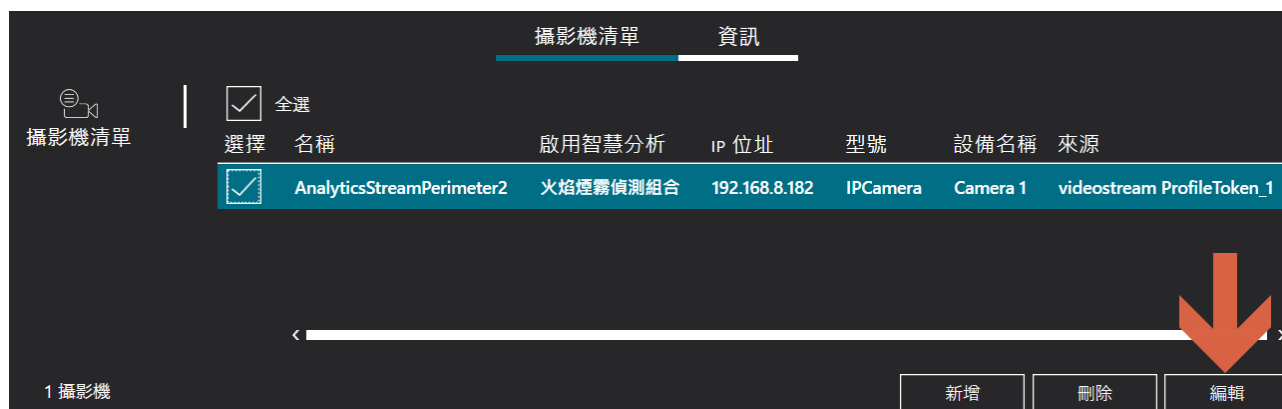 攝影機清單 資訊
攝影機清單
全選
選擇 名稱 啟用智慧分析 IP 位址 型號 設備名稱 來源
AnalyticsStreamPerimeter2 火焰煙霧偵測組合 192.168.8.182 IPCamera Camera 1 videostream ProfileToken_1
1 攝影機 新增 刪除 編輯